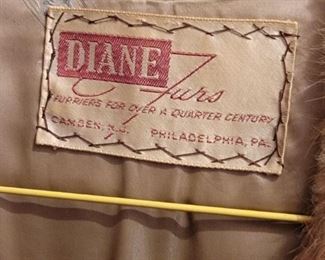 DIANE
Furs
FURRIERS FOR OVER A QUARTER CENTURY
CAMDEN, N.J. PHILADELPHIA, PA.